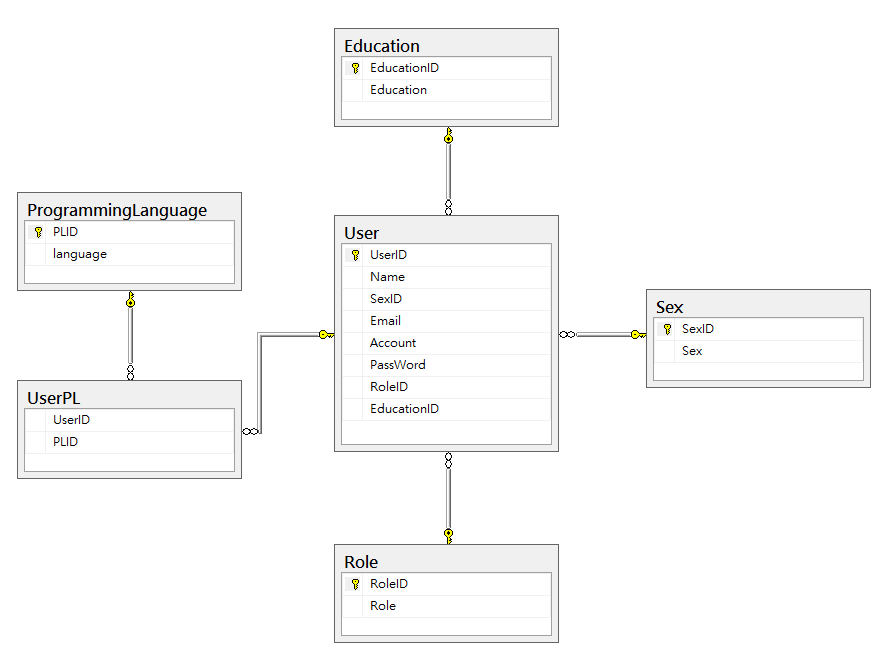 Education
EducationID
Education
ProgrammingLanguage
PLID
language
User
UserID
Name
SexID
Email
Account
PassWord
RoleID
EducationID
Sex
SexID
Sex
UserPL
UserID
PLID
Role
RoleID
Role